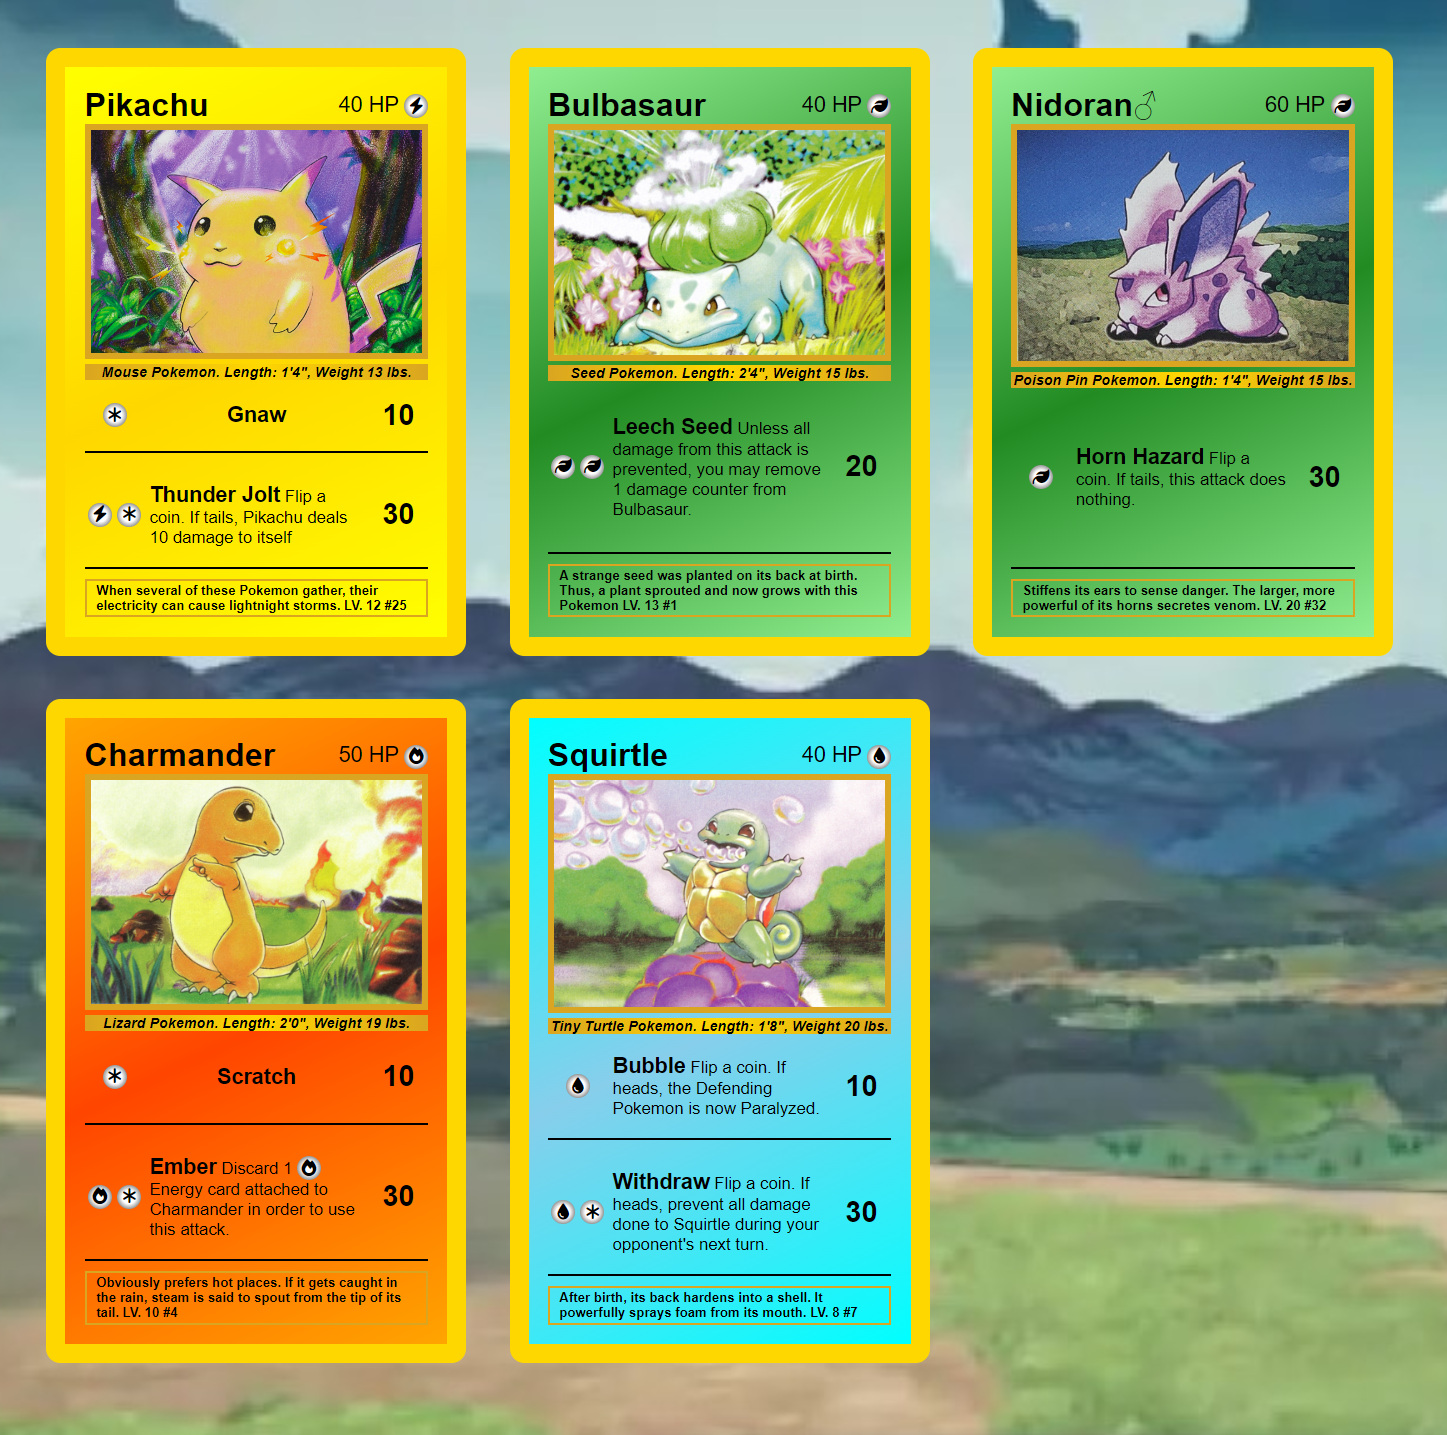 Pikachu 40 HP
Mouse Pokemon. Length: 1'4", Weight 13 lbs.
Gnaw 10
Thunder Jolt Flip a
coin. If tails, Pikachu deals
10 damage to itself
30
When several of these Pokemon gather, their
electricity can cause lightnight storms. LV. 12 #25
Bulbasaur 40 HP
Seed Pokemon. Length: 2'4", Weight 15 lbs.
Leech Seed Unless all
damage from this attack is
prevented, you may remove
1 damage counter from
Bulbasaur.
20
A strange seed was planted on its back at birth.
Thus, a plant sprouted and now grows with this
Pokemon LV. 13 #1
Nidoran♂ 60 HP
Poison Pin Pokemon. Length: 1'4", Weight 15 lbs.
Horn Hazard Flip a
coin. If tails, this attack does
nothing.
30
Stiffens its ears to sense danger. The larger, more
powerful of its horns secretes venom. LV. 20 #32
Charmander 50 HP
Lizard Pokemon. Length: 2'0", Weight 19 lbs.
Scratch 10
Ember Discard 1
Energy card attached to
Charmander in order to use
this attack.
30
Obviously prefers hot places. If it gets caught in
the rain, steam is said to spout from the tip of its
tail. LV. 10 #4
Squirtle 40 HP
Tiny Turtle Pokemon. Length: 1'8", Weight 20 lbs.
Bubble Flip a coin. If
heads, the Defending
Pokemon is now Paralyzed.
10
Withdraw Flip a coin. If
heads, prevent all damage
done to Squirtle during your
opponent's next turn.
30
After birth, its back hardens into a shell. It
powerfully sprays foam from its mouth. LV. 8 #7